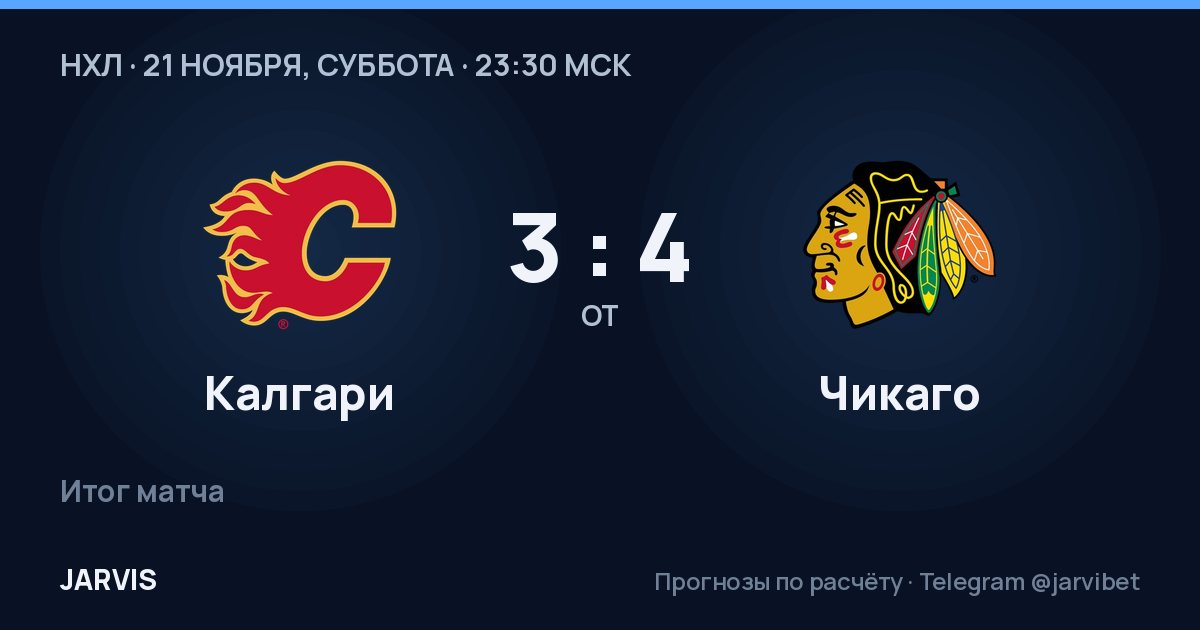 НХЛ · 21 НОЯБРЯ, СУББОТА · 23:30 МСК
3 : 4
ОТ
Калгари
Чикаго
Итог матча
JARVIS
Прогнозы по расчёту · Telegram @jarvibet